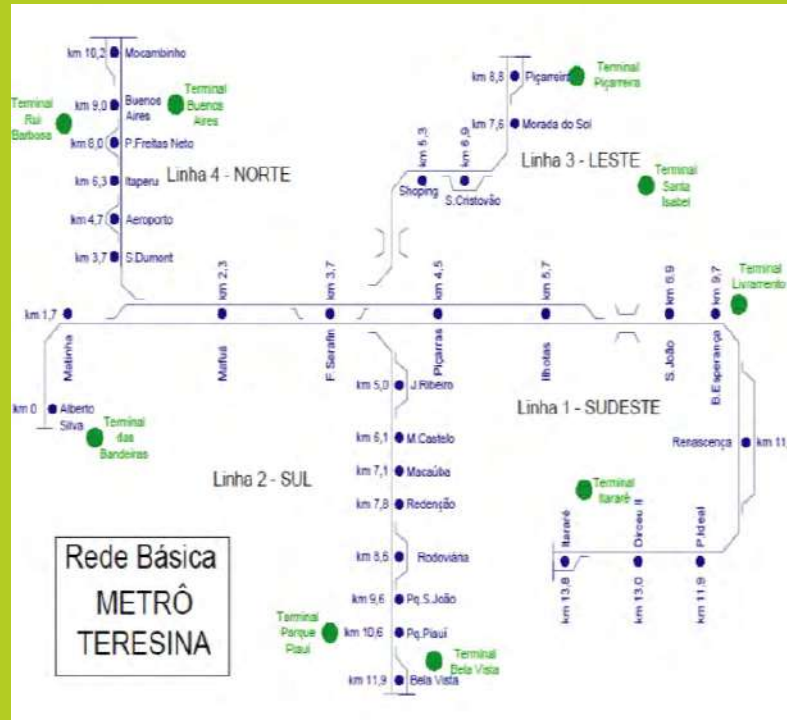 km 10,2 Mocambinho
km 9,0 Buenos
Aires
km 8,0 P.Freitas Neto
km 6,3 Itaperu
km 4,7 Aeroporto
km 3,7 S.Dumont
Terminal
Rui
Barbosa
Terminal
Buenos
Aires
Linha 4 - NORTE
km 8,8 Piçarreira
km 7,6 Morada do Sol
Terminal
Piçarreira
km 5,3
Shoping
km 6,9
S.Cristovão
Linha 3 - LESTE
Terminal
Santa
Isabel
km 1,7
Matinha
km 2,3
Mafuá
km 3,7
F.Serafin
km 4,5
Piçarras
km 5,7
Ilhotas
km 6,9
S.João
km 9,7
B.Esperança
Terminal
Livramento
km 0 Alberto
Silva
Terminal
das
Bandeiras
Linha 1 - SUDESTE
Renascença km 11,
Terminal
Itararé
Itararé
km 13,8
Dirceu II
km 13,0
P.Ideal
km 11,9
Linha 2 - SUL
km 5,0 J.Ribeiro
km 6,1 M.Castelo
km 7,1 Macaúba
km 7,8 Redenção
km 8,6 Rodoviária
km 9,6 Pq.S.João
km 10,6 Pq.Piauí
km 11,9 Bela Vista
Terminal
Parque
Piauí
Terminal
Bela Vista
Rede Básica
METRÔ
TERESINA